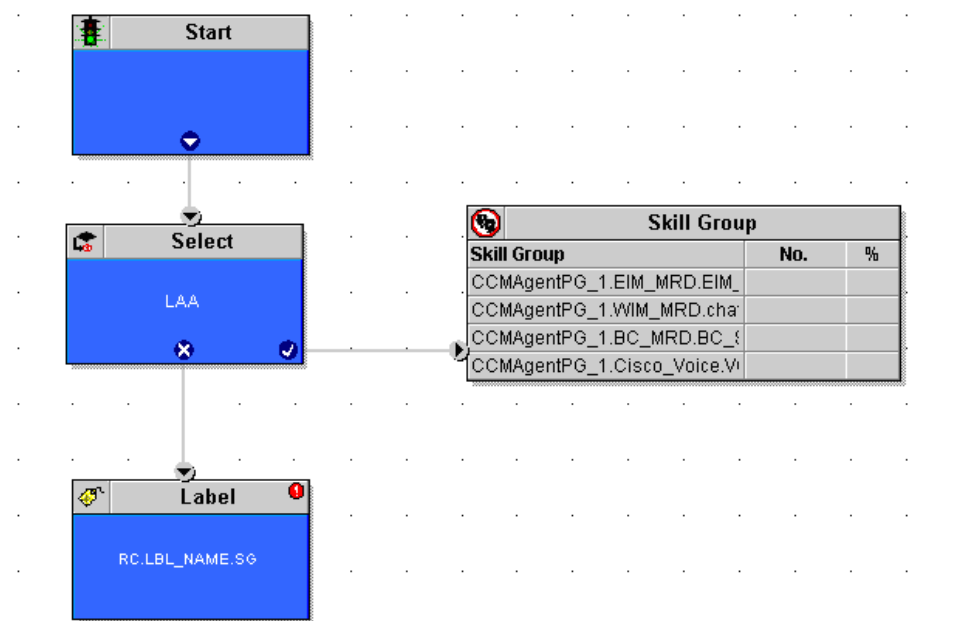 Start
Select
LAA
Skill Group
Skill Group No. %
CCMAgentPG_1.EIM_MRD.EIM_
CCMAgentPG_1.WIM_MRD.cha
CCMAgentPG_1.BC_MRD.BC_
CCMAgentPG_1.Cisco_Voice.V
Label
RC.LBL_NAME.SG